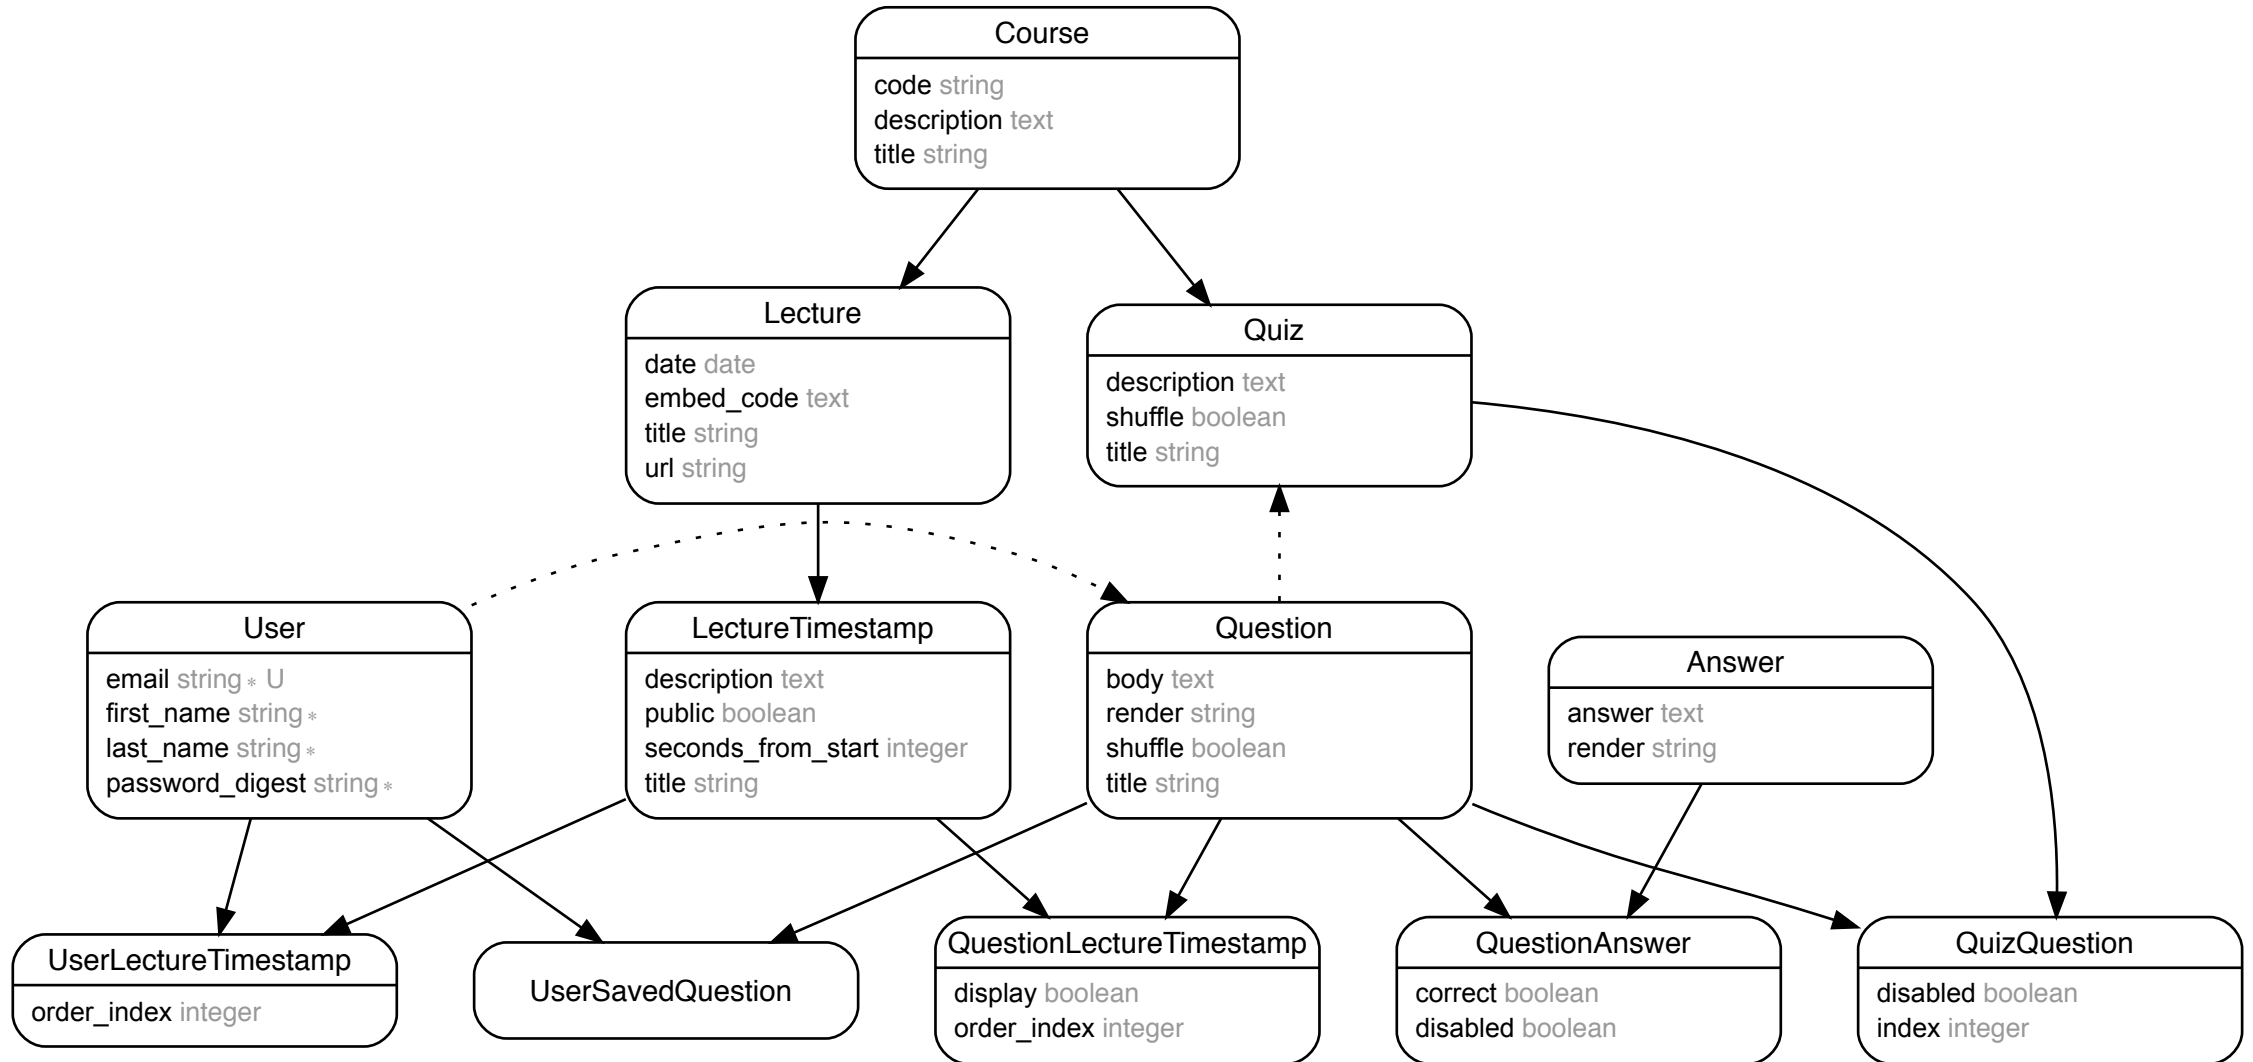 Course
code string
description text
title string
Lecture
date date
embed_code text
title string
url string
Quiz
description text
shuffle boolean
title string
User
email string* U
first_name string*
last_name string*
password_digest string*
LectureTimestamp
description text
public boolean
seconds_from_start integer
title string
Question
body text
render string
shuffle boolean
title string
Answer
answer text
render string
UserLectureTimestamp
order_index integer
UserSavedQuestion
QuestionLectureTimestamp
display boolean
order_index integer
QuestionAnswer
correct boolean
disabled boolean
QuizQuestion
disabled boolean
index integer